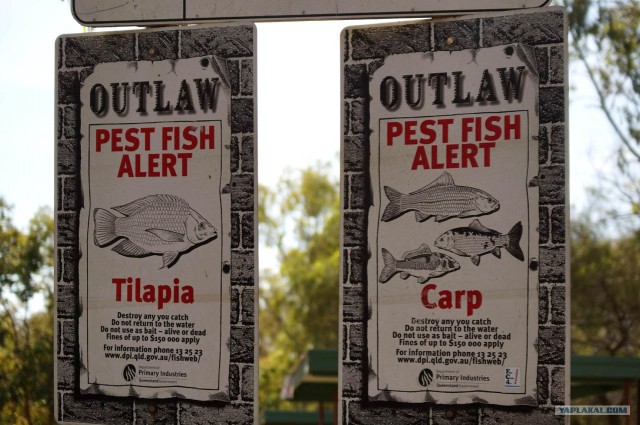 OUTLAW
PEST FISH
ALERT
Tilapia
Destroy any you catch
Do not return to the water
Do not use as bait – alive or dead
Fines of up to $150 000 apply
For information phone 13 25 23
www.dpi.qld.gov.au/fishweb/
Primary Industries
Queensland Government
OUTLAW
PEST FISH
ALERT
Carp
Destroy any you catch
Do not return to the water
Do not use as bait – alive or dead
Fines of up to $150 000 apply
For information phone 13 25 23
www.dpi.qld.gov.au/fishweb/
Primary Industries
Queensland Government
YAPLAKAL.COM